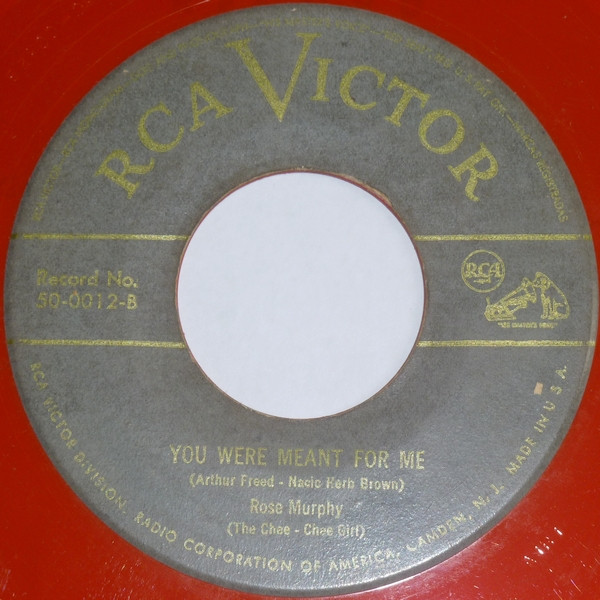 RCA VICTOR
Record No.
50-0012-B
RCA
"HIS MASTER'S VOICE"
YOU WERE MEANT FOR ME
(Arthur Freed - Nacio Herb Brown)
Rose Murphy
(The Chee - Chee Girl)
RCA VICTOR DIVISION, RADIO CORPORATION OF AMERICA, CAMDEN, N. J. MADE IN U S A.